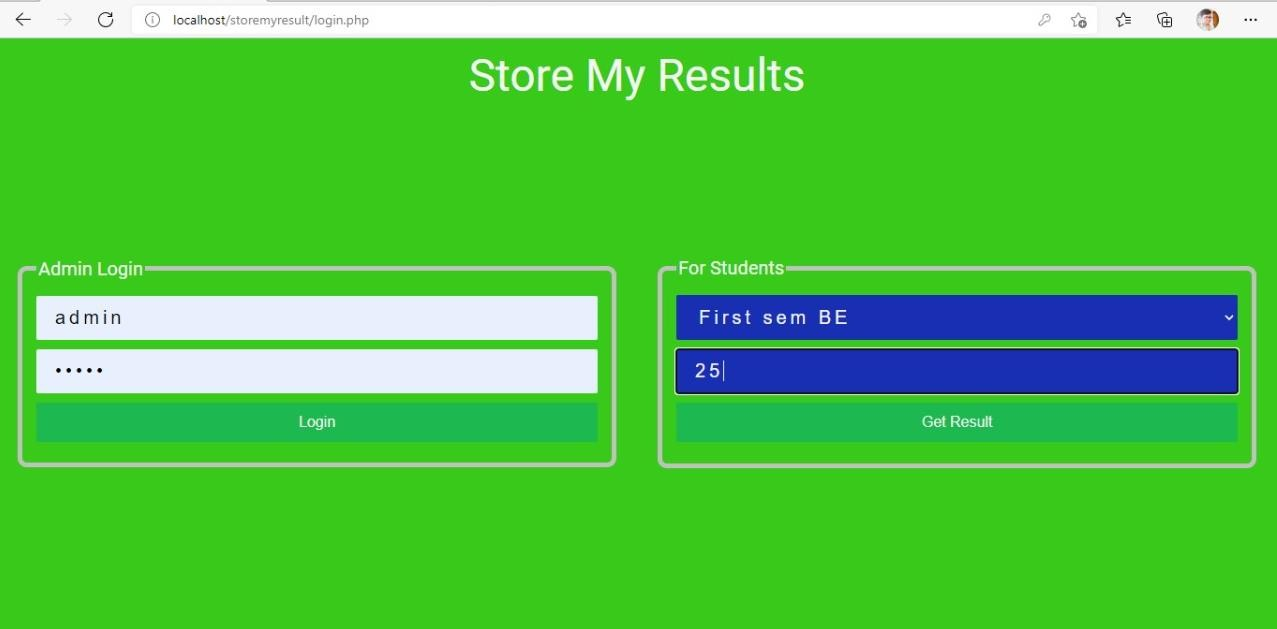 localhost/storemyresult/login.php
Store My Results
Admin Login
admin
•••••
Login
For Students
First sem BE
25
Get Result